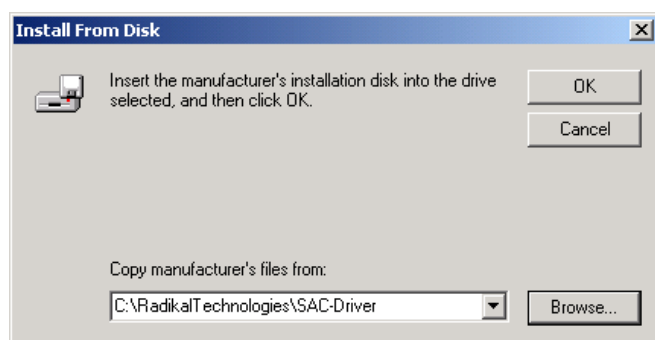 Install From Disk
Insert the manufacturer's installation disk into the drive
selected, and then click OK.
OK
Cancel
Copy manufacturer's files from:
C:\RadikalTechnologies\SAC-Driver
Browse...